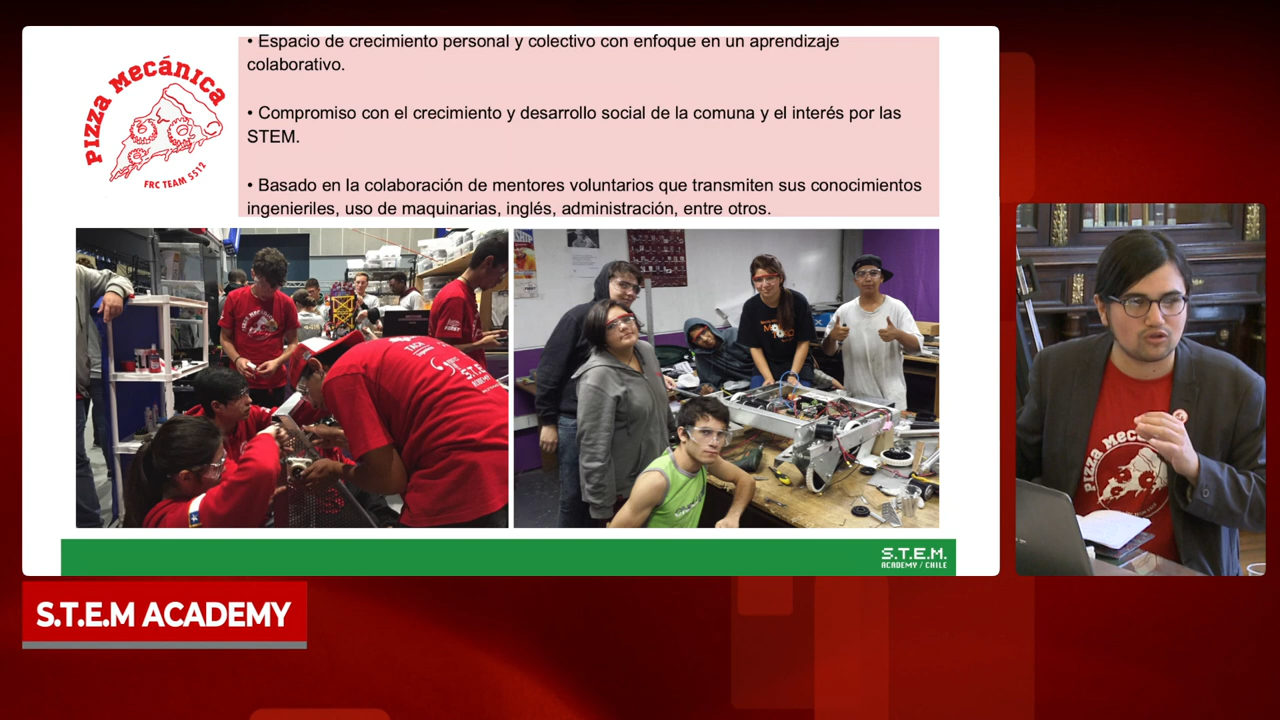 • Espacio de crecimiento personal y colectivo con enfoque en un aprendizaje
colaborativo.
• Compromiso con el crecimiento y desarrollo social de la comuna y el interés por las
STEM.
• Basado en la colaboración de mentores voluntarios que transmiten sus conocimientos
ingenieriles, uso de maquinarias, inglés, administración, entre otros.
PIZZA MECÁNICA
FRC TEAM 5512
S.T.E.M.
ACADEMY / CHILE
PIZZA MECÁ
S.T.E.M ACADEMY